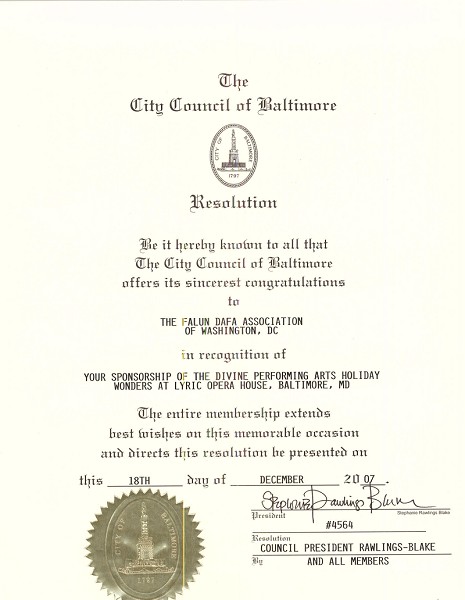 The
City Council of Baltimore
CITY OF BALTIMORE
1797
Resolution
Be it hereby known to all that
The City Council of Baltimore
offers its sincerest congratulations
to
THE FALUN DAFA ASSOCIATION
OF WASHINGTON, DC
in recognition of
YOUR SPONSORSHIP OF THE DIVINE PERFORMING ARTS HOLIDAY
WONDERS AT LYRIC OPERA HOUSE, BALTIMORE, MD
The entire membership extends
best wishes on this memorable occasion
and directs this resolution be presented on
this 18TH day of DECEMBER 2007.
Stephanie Rawlings Blake
President Stephanie Rawlings Blake
#4564
Resolution
COUNCIL PRESIDENT RAWLINGS-BLAKE
By AND ALL MEMBERS
CITY OF BALTIMORE
1797